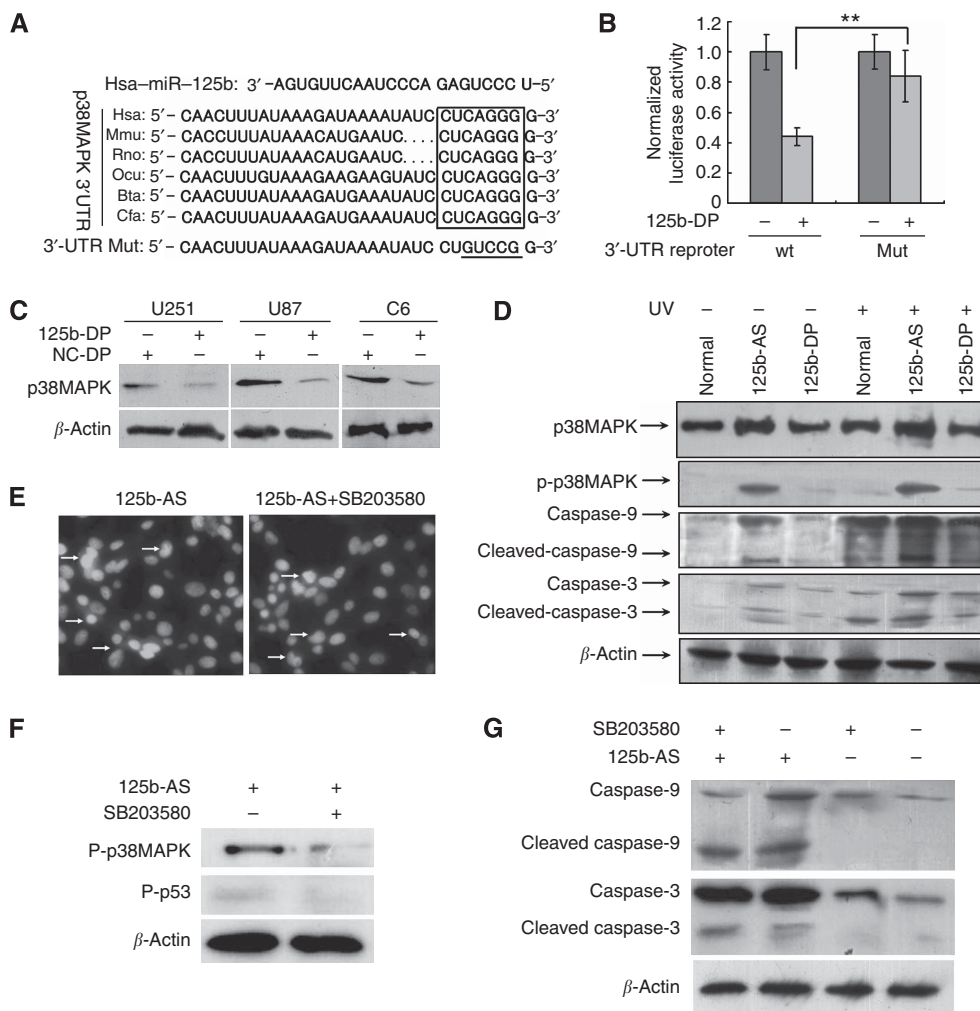 A
Hsa–miR–125b: 3′ -AGUGUUCAAUCCCA GAGUCCC U–5′
p38MAPK 3′UTR
Hsa: 5′ – CAACUUUAUAAAGAUAAAAUAUC CUCAGGG G–3′
Mmu: 5′ – CACCUUUAUAAACAUGAAUC.... CUCAGGG G–3′
Rno: 5′ – CACCUUUAUAAACAUGAAUC.... CUCAGGG G–3′
Ocu: 5′ – CAACUUUGUAAAGAAGAAGUAUC CUCAGGG G–3′
Bta: 5′ – CAACUUUAUAAAGAUGAAAUAUC CUCAGGG G–3′
Cfa: 5′ – CAACUUUAUAAAGAUGAAAUAUC CUCAGGG G–3′
3′-UTR Mut: 5′ – CAACUUUAUAAAGAUAAAAUAUC CUGUCCG G–3′
B
Normalized
luciferase activity
1.2
1.0
0.8
0.6
0.4
0.2
0
**
125b-DP – + – +
3′-UTR reproter wt Mut
C
U251 U87 C6
125b-DP – + – + – +
NC-DP + – + – + –
p38MAPK
β-Actin
D
UV – – – + + +
Normal 125b-AS 125b-DP Normal 125b-AS 125b-DP
p38MAPK
p-p38MAPK
Caspase-9
Cleaved-caspase-9
Caspase-3
Cleaved-caspase-3
β-Actin
E
125b-AS 125b-AS+SB203580
F
125b-AS + +
SB203580 – +
P-p38MAPK
P-p53
β-Actin
G
SB203580 + – + –
125b-AS + + – –
Caspase-9
Cleaved caspase-9
Caspase-3
Cleaved caspase-3
β-Actin